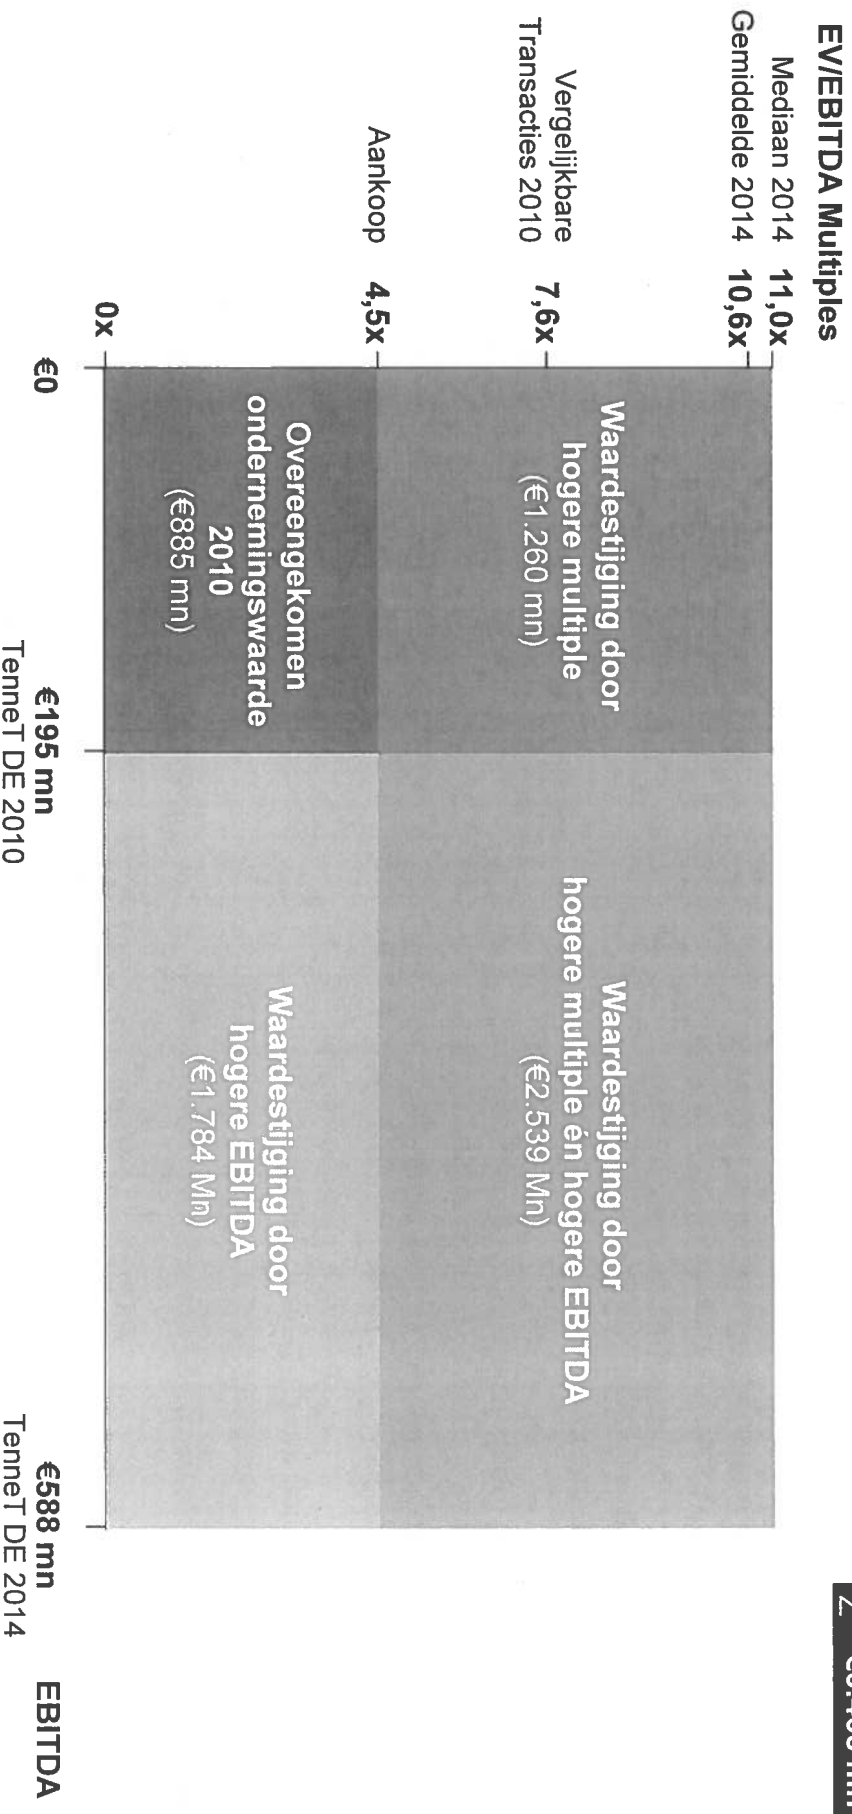 EV/EBITDA Multiples
Mediaan 2014 11,0x
Gemiddelde 2014 10,6x
Vergelijkbare
Transacties 2010 7,6x
Aankoop 4,5x
0x
Waardestijging door
hogere multiple
(€1.260 mn)
Waardestijging door
hogere multiple én hogere EBITDA
(€2.539 Mn)
Overeengekomen
ondernemingswaarde
2010
(€885 mn)
Waardestijging door
hogere EBITDA
(€1.784 Mn)
€0
€195 mn
TenneT DE 2010
€588 mn
TenneT DE 2014
EBITDA